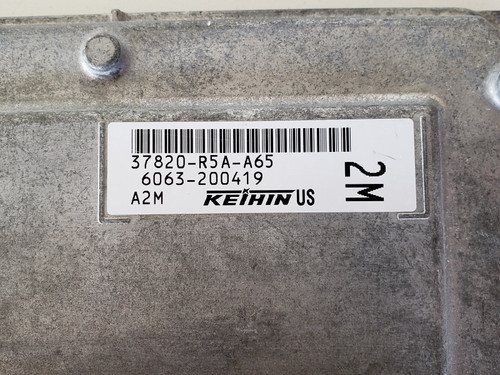 37820-R5A-A65
6063-200419
A2M KEIHIN US
2M